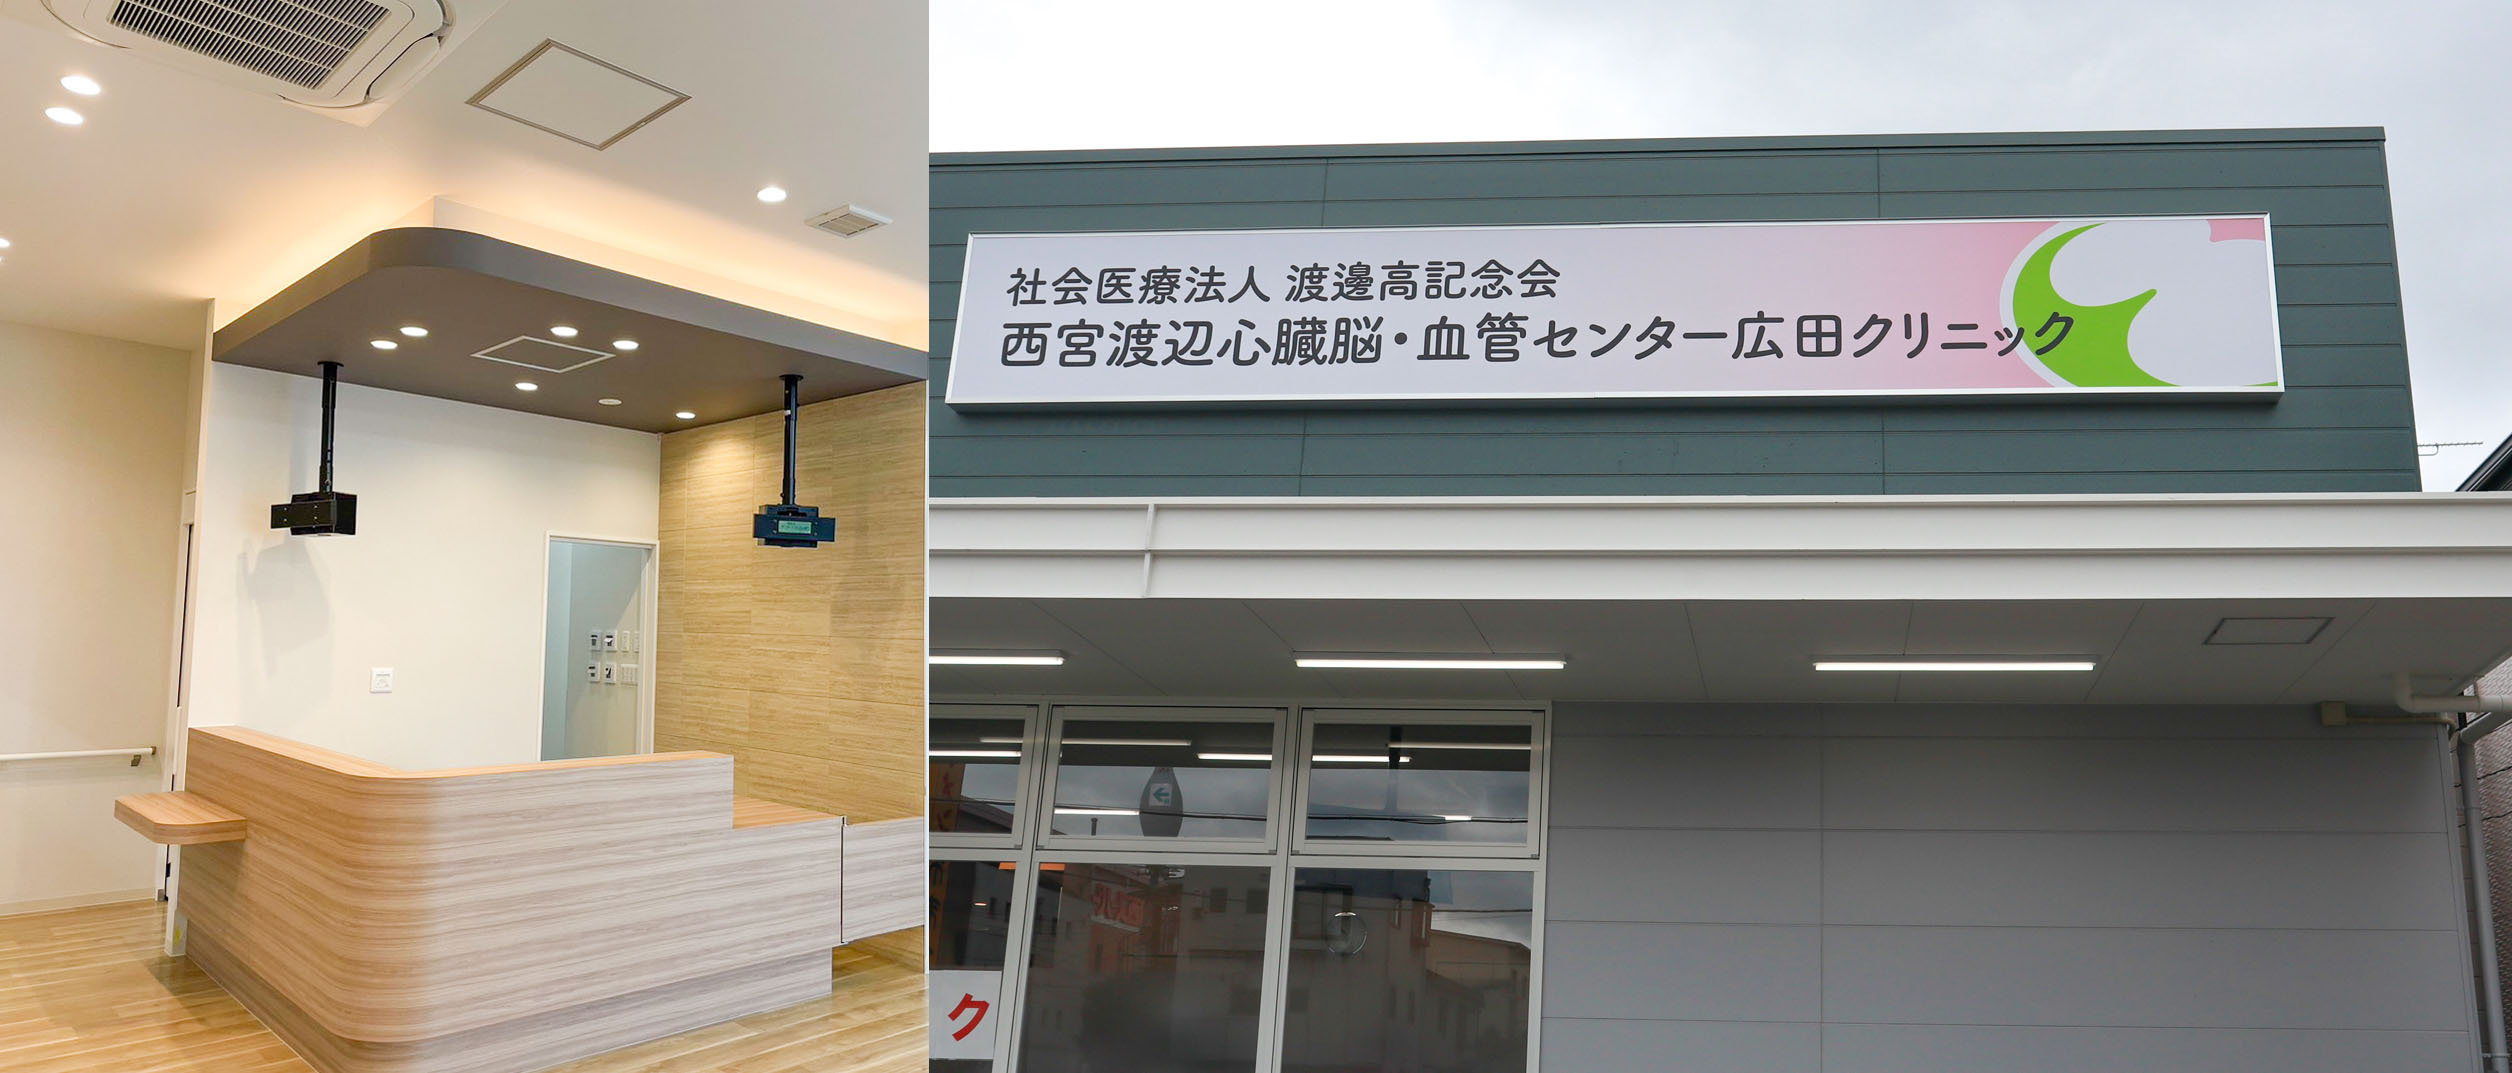 社会医療法人 渡邊高記念会
西宮渡辺心臓脳・血管センター広田クリニック
ク